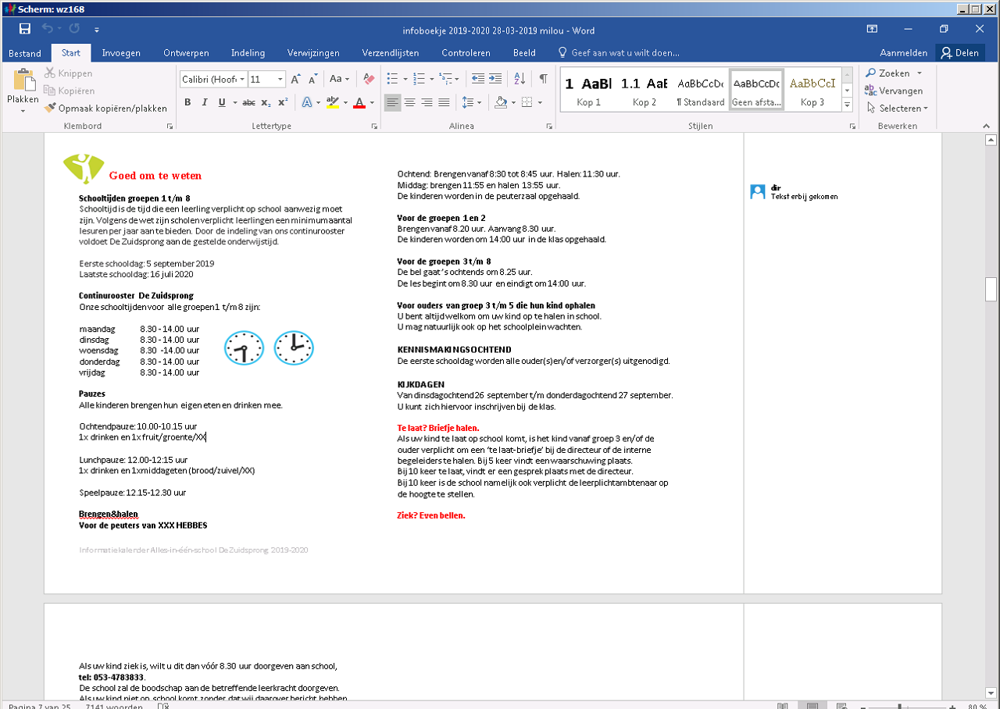 Scherm: wz168
infoboekje 2019-2020 28-03-2019 milou - Word
Bestand Start Invoegen Ontwerpen Indeling Verwijzingen Verzendlijsten Controleren Beeld Geef aan wat u wilt doen... Aanmelden Delen
Plakken
Knippen
Kopiëren
Opmaak kopiëren/plakken
Klembord
Calibri (Hoof 11
Lettertype
Alinea
1 AaBl 1.1 AaE AaBbCcDc AaBbCcDc AaBbCcI
Kop 1 Kop 2 ¶ Standaard Geen afsta... Kop 3
Stijlen
Zoeken
Vervangen
Selecteren
Bewerken
Goed om te weten
Schooltijden groepen 1 t/m 8
Schooltijd is de tijd die een leerling verplicht op school aanwezig moet
zijn. Volgens de wet zijn scholen verplicht leerlingen een minimum aantal
lesuren per jaar aan te bieden. Door de indeling van ons continurooster
voldoet De Zuidsprong aan de gestelde onderwijstijd.
Eerste schooldag: 5 september 2019
Laatste schooldag: 16 juli 2020
Continurooster De Zuidsprong
Onze schooltijden voor alle groepen 1 t/m 8 zijn:
maandag 8.30 - 14.00 uur
dinsdag 8.30 - 14.00 uur
woensdag 8.30 -14.00 uur
donderdag 8.30 - 14.00 uur
vrijdag 8.30 - 14.00 uur
Pauzes
Alle kinderen brengen hun eigen eten en drinken mee.
Ochtendpauze: 10.00-10.15 uur
1x drinken en 1x fruit/groente/XX
Lunchpauze: 12.00-12:15 uur
1x drinken en 1xmiddageten (brood/zuivel/XX)
Speelpauze: 12.15-12.30 uur
Brengen&halen
Voor de peuters van XXX HEBBES
Informatiekalender Alles-in-één-school De Zuidsprong 2019-2020
Ochtend: Brengen vanaf 8:30 tot 8:45 uur. Halen: 11:30 uur.
Middag: brengen 11:55 en halen 13:55 uur.
De kinderen worden in de peuterzaal opgehaald.
Voor de groepen 1 en 2
Brengen vanaf 8.20 uur. Aanvang 8.30 uur.
De kinderen worden om 14:00 uur in de klas opgehaald.
Voor de groepen 3 t/m 8
De bel gaat 's ochtends om 8.25 uur.
De les begint om 8.30 uur en eindigt om 14:00 uur.
Voor ouders van groep 3 t/m 5 die hun kind ophalen
U bent altijd welkom om uw kind op te halen in school.
U mag natuurlijk ook op het schoolplein wachten.
KENNISMAKINGSOCHTEND
De eerste schooldag worden alle ouder(s) en/of verzorger(s) uitgenodigd.
KIJKDAGEN
Van dinsdagochtend 26 september t/m donderdagochtend 27 september.
U kunt zich hiervoor inschrijven bij de klas.
Te laat? Briefje halen.
Als uw kind te laat op school komt, is het kind vanaf groep 3 en/of de
ouder verplicht om een 'te laat-briefje' bij de directeur of de interne
begeleiders te halen. Bij 5 keer vindt een waarschuwing plaats.
Bij 10 keer te laat, vindt er een gesprek plaats met de directeur.
Bij 10 keer is de school namelijk ook verplicht de leerplichtambtenaar op
de hoogte te stellen.
Ziek? Even bellen.
dir
Tekst erbij gekomen
Als uw kind ziek is, wilt u dit dan vóór 8.30 uur doorgeven aan school,
tel: 053-4783833.
De school zal de boodschap aan de betreffende leerkracht doorgeven.
Als uw kind niet op school komt zonder dat wij daarover bericht hebben
Pagina 7 van 25 7141 woorden 80 %